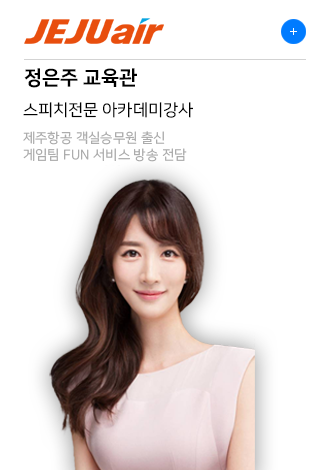 JEJUair
정은주 교육관
스피치전문 아카데미강사
제주항공 객실승무원 출신
게임팀 FUN 서비스 방송 전담